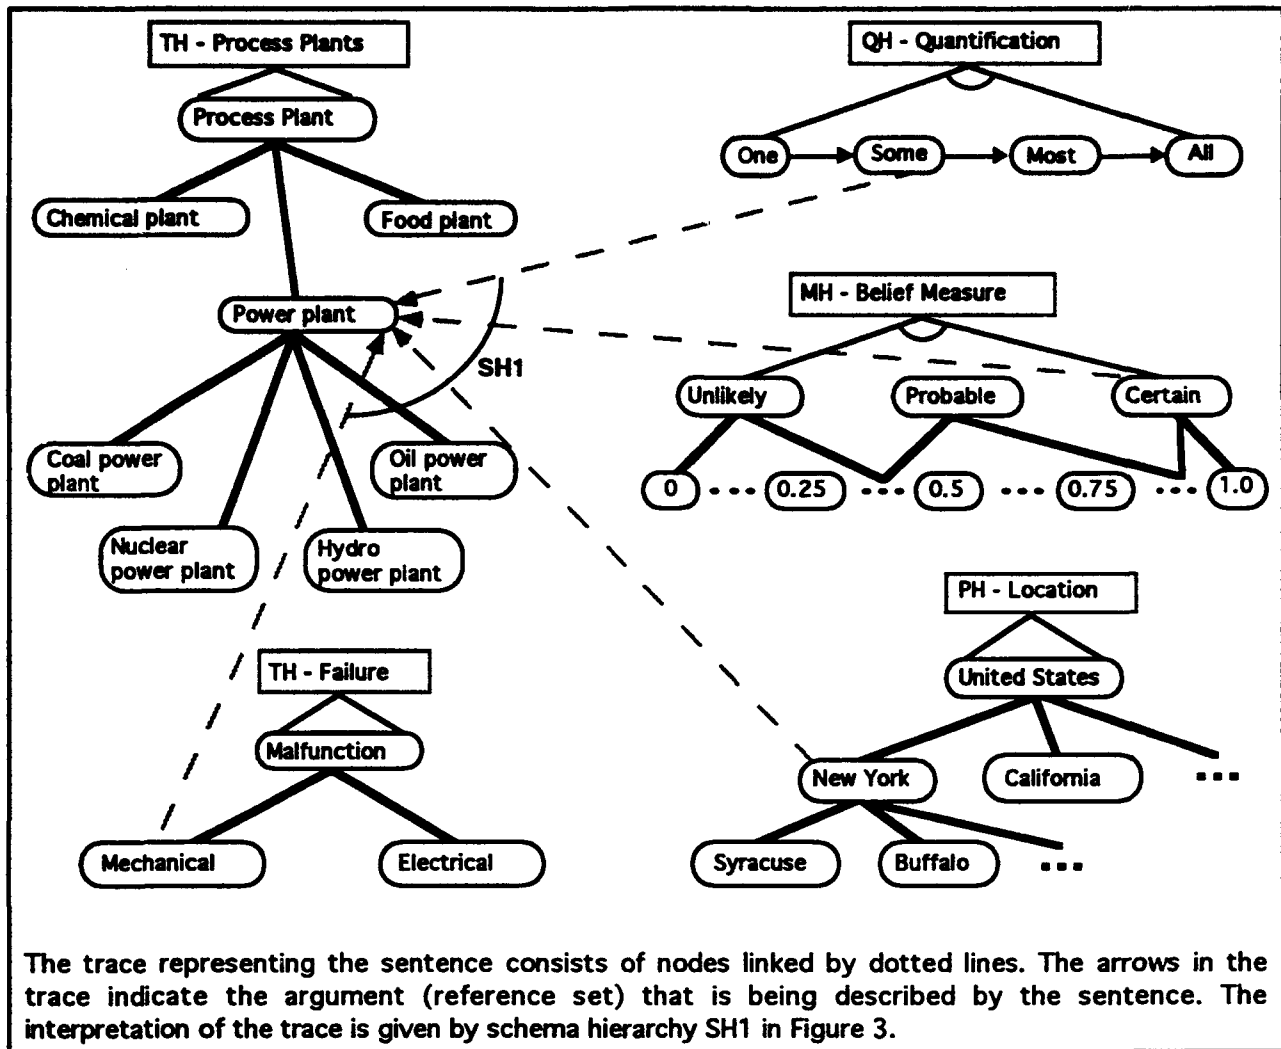 TH - Process Plants
Process Plant
Chemical plant
Food plant
Power plant
SH1
Coal power
plant
Oil power
plant
Nuclear
power plant
Hydro
power plant
TH - Failure
Malfunction
Mechanical
Electrical
QH - Quantification
One
Some
Most
All
MH - Belief Measure
Unlikely
Probable
Certain
0 ... 0.25 ... 0.5 ... 0.75 ... 1.0
PH - Location
United States
New York
California
...
Syracuse
Buffalo
...
The trace representing the sentence consists of nodes linked by dotted lines. The arrows in the
trace indicate the argument (reference set) that is being described by the sentence. The
interpretation of the trace is given by schema hierarchy SH1 in Figure 3.